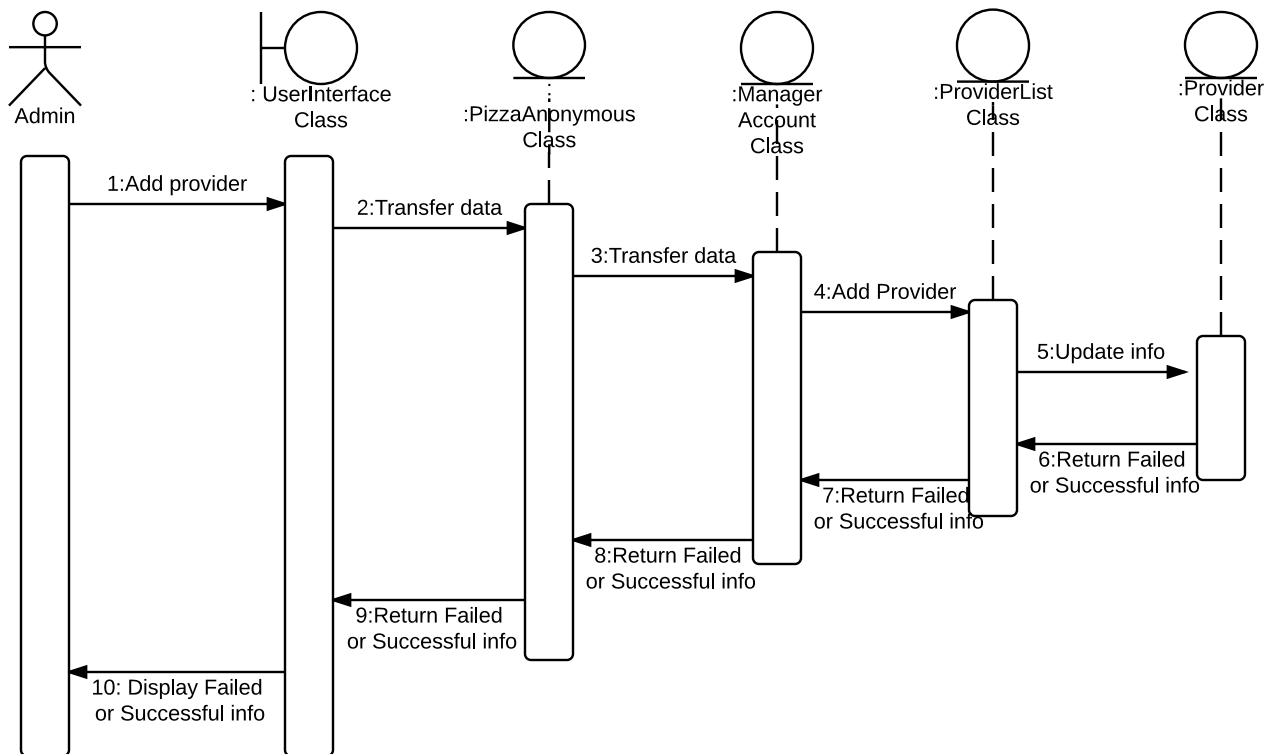 Admin
: UserInterface
Class
:PizzaAnonymous
Class
:Manager
Account
Class
:ProviderList
Class
:Provider
Class
1:Add provider
2:Transfer data
3:Transfer data
4:Add Provider
5:Update info
6:Return Failed
or Successful info
7:Return Failed
or Successful info
8:Return Failed
or Successful info
9:Return Failed
or Successful info
10: Display Failed
or Successful info